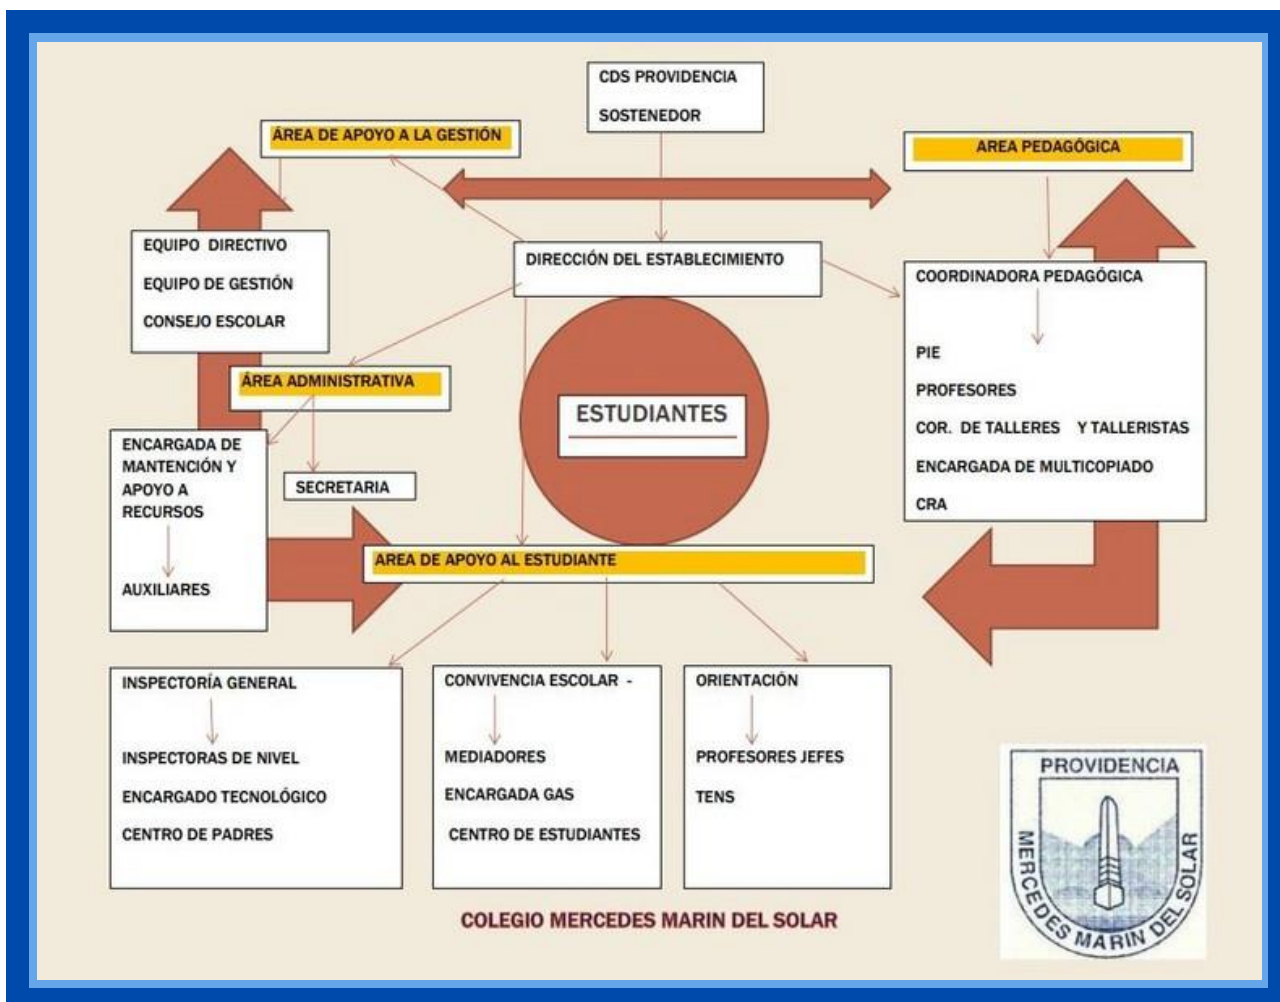 CDS PROVIDENCIA
SOSTENEDOR
ÁREA DE APOYO A LA GESTIÓN
AREA PEDAGÓGICA
EQUIPO DIRECTIVO
EQUIPO DE GESTIÓN
CONSEJO ESCOLAR
DIRECCIÓN DEL ESTABLECIMIENTO
COORDINADORA PEDAGÓGICA
PIE
PROFESORES
COR. DE TALLERES Y TALLERISTAS
ENCARGADA DE MULTICOPIADO
CRA
ÁREA ADMINISTRATIVA
ESTUDIANTES
ENCARGADA DE
MANTENCIÓN Y
APOYO A
RECURSOS
AUXILIARES
SECRETARIA
AREA DE APOYO AL ESTUDIANTE
INSPECTORÍA GENERAL
INSPECTORAS DE NIVEL
ENCARGADO TECNOLÓGICO
CENTRO DE PADRES
CONVIVENCIA ESCOLAR -
MEDIADORES
ENCARGADA GAS
CENTRO DE ESTUDIANTES
ORIENTACIÓN
PROFESORES JEFES
TENS
PROVIDENCIA
MERCEDES MARIN DEL SOLAR
COLEGIO MERCEDES MARIN DEL SOLAR